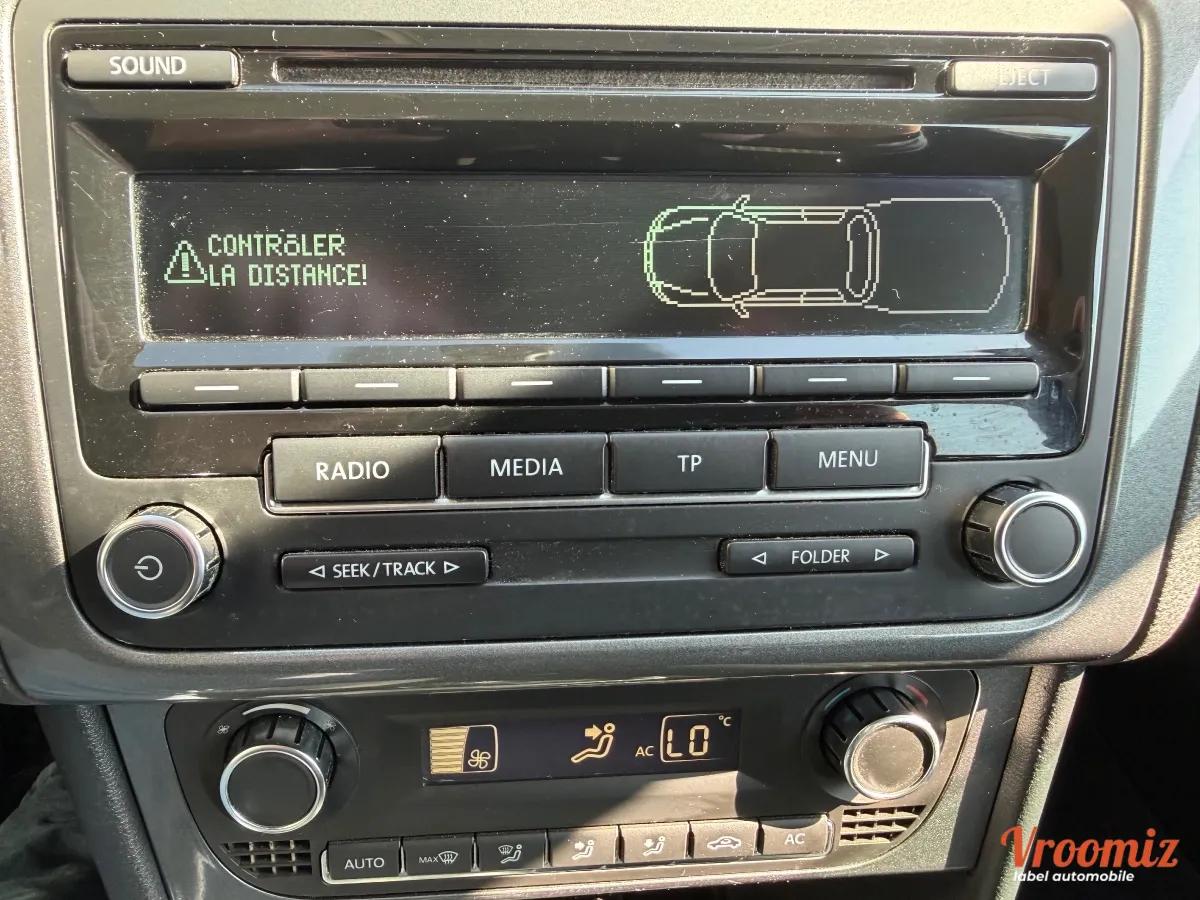 SOUND
EJECT
CONTRôLER
LA DISTANCE!
RADIO
MEDIA
TP
MENU
SEEK/TRACK
FOLDER
AC
LO
°C
AUTO
MAX
AC
Vroomiz
label automobile